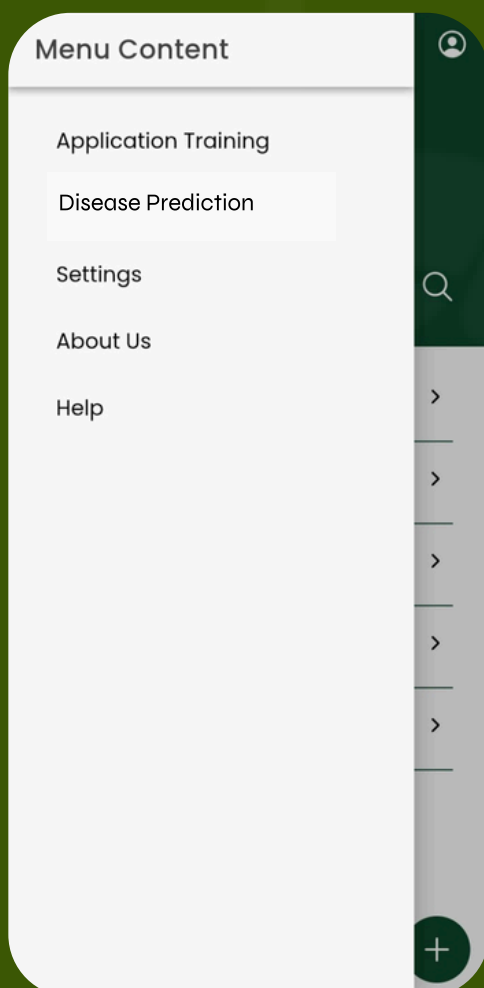 Menu Content
Application Training
Disease Prediction
Settings
About Us
Help